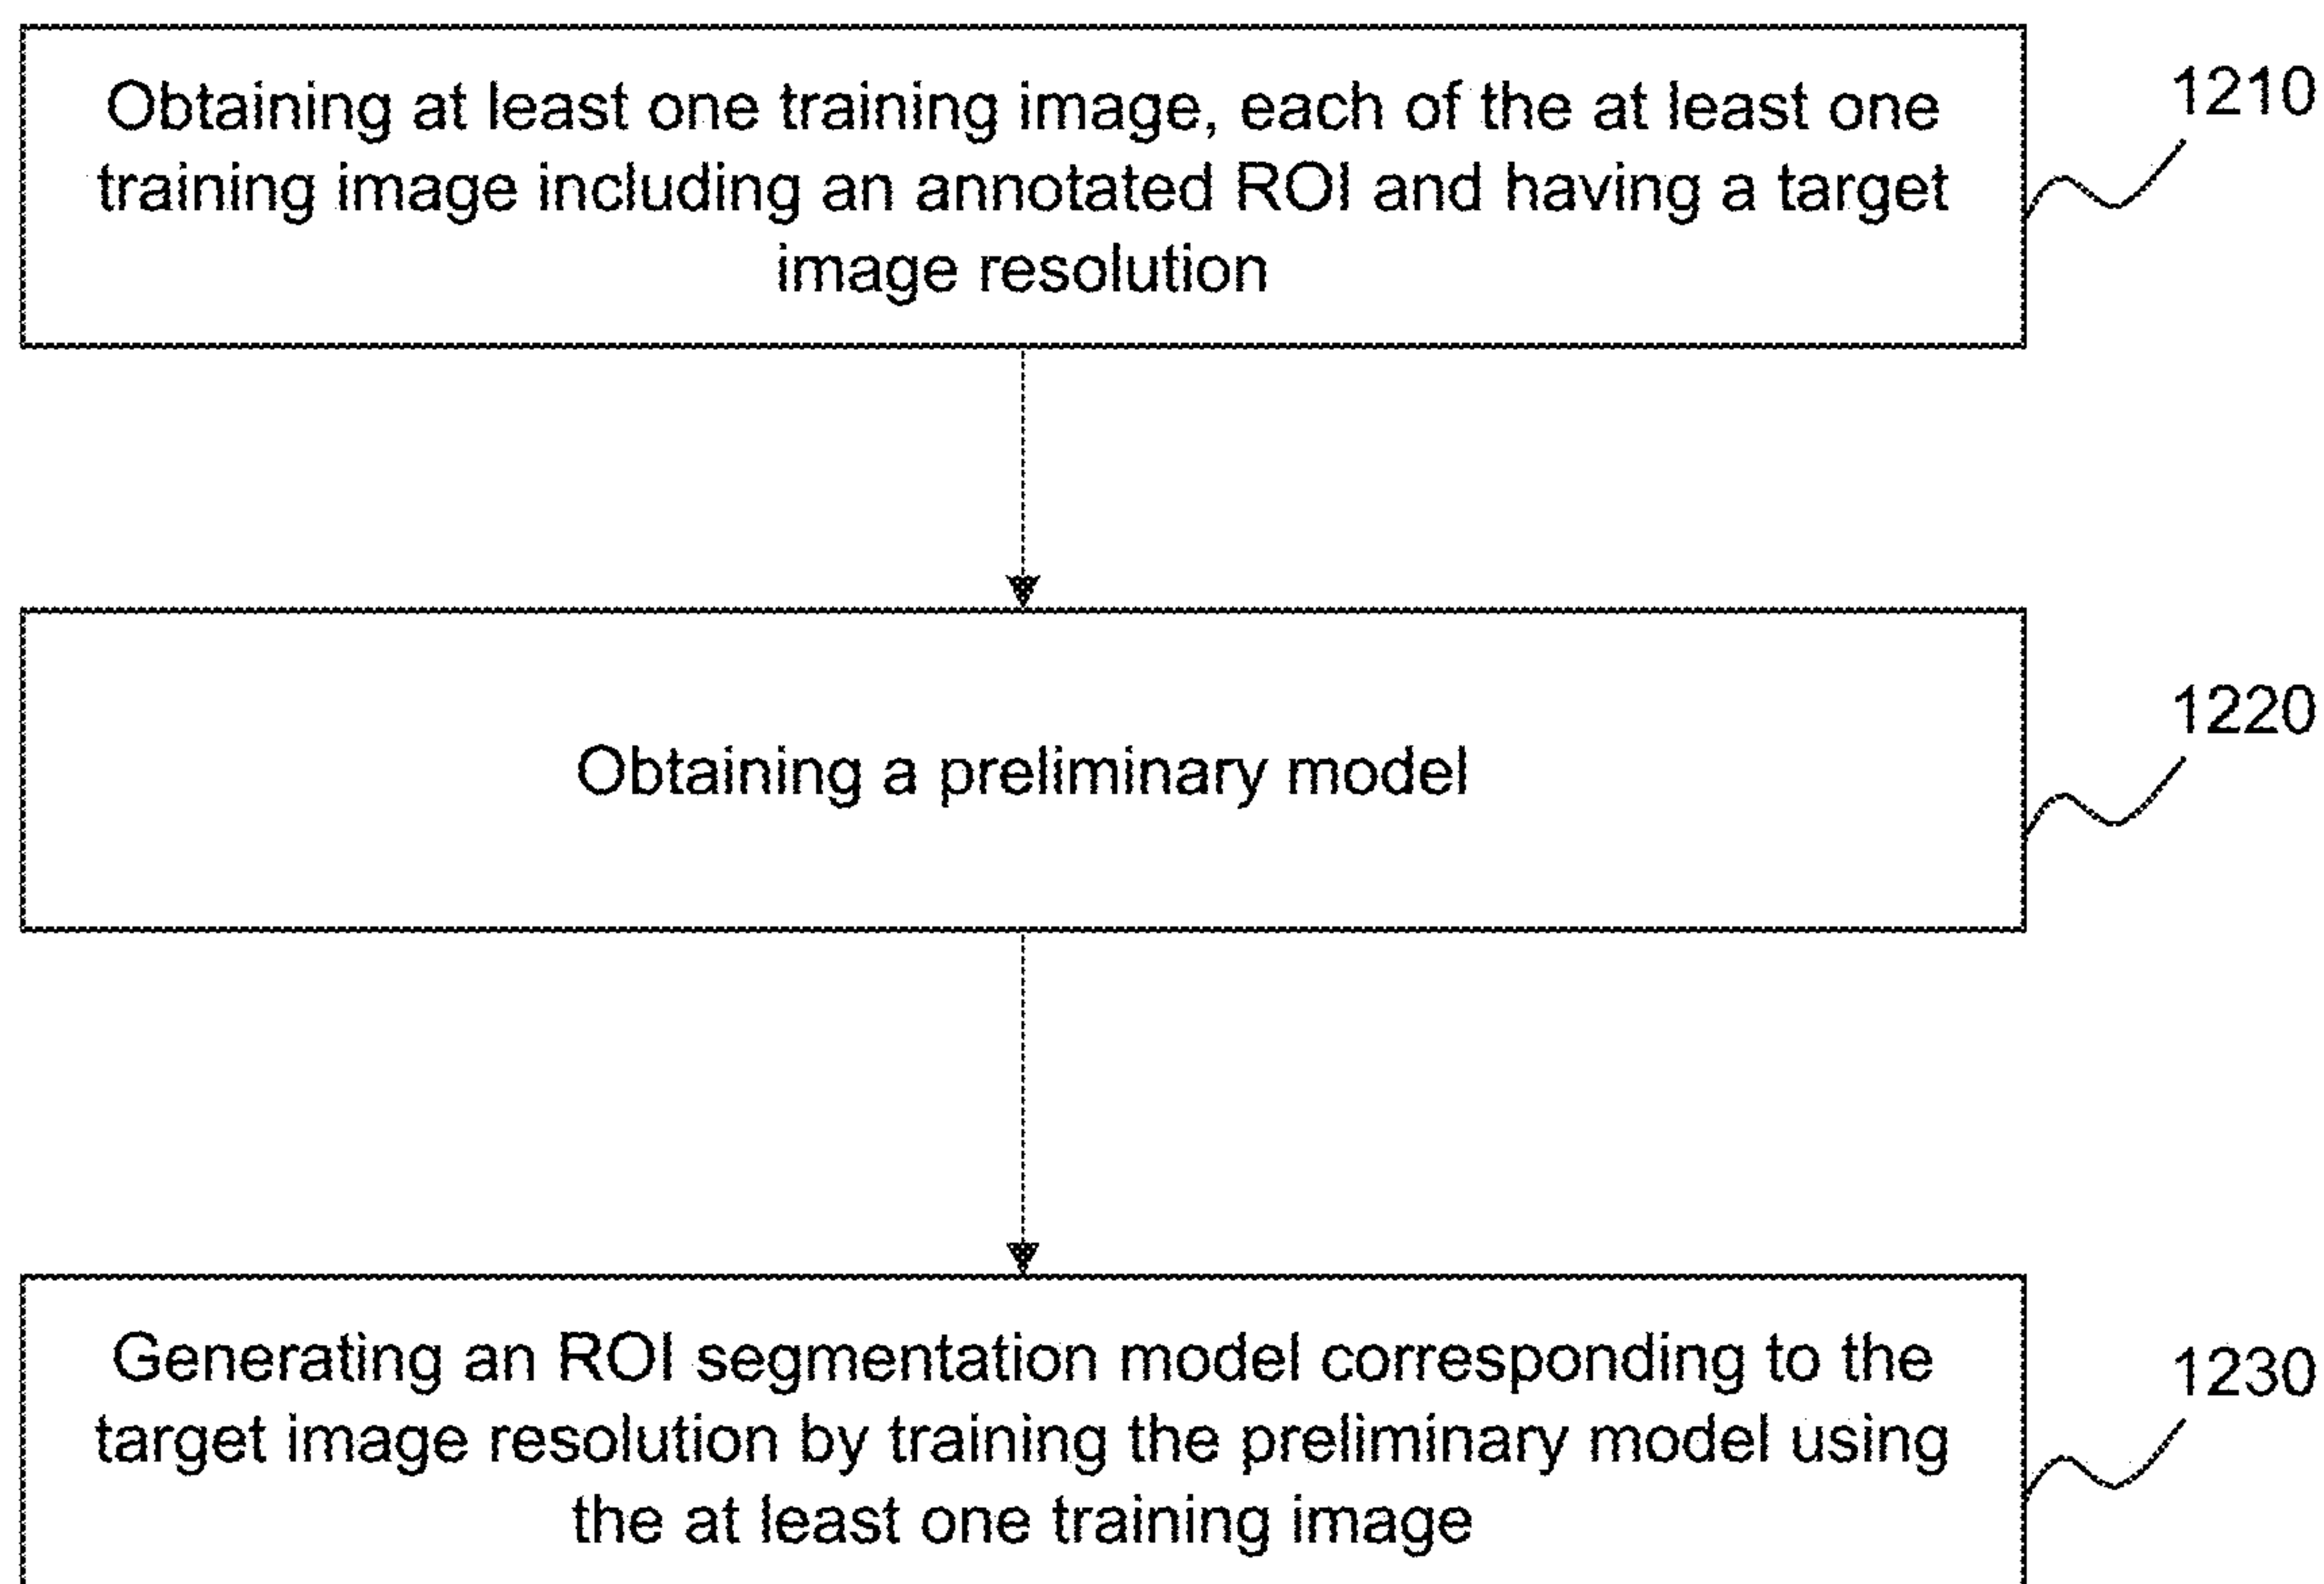 Obtaining at least one training image, each of the at least one
training image including an annotated ROI and having a target
image resolution
1210
Obtaining a preliminary model
1220
Generating an ROI segmentation model corresponding to the
target image resolution by training the preliminary model using
the at least one training image
1230